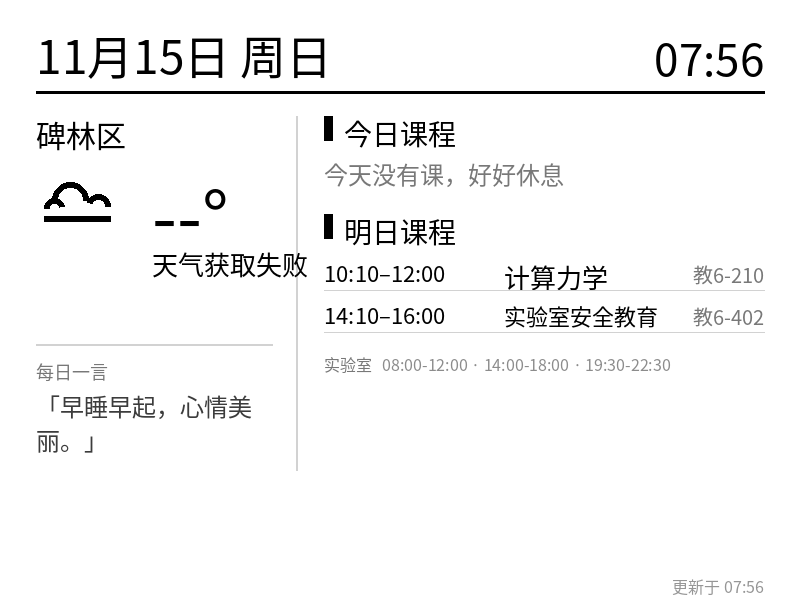 11月15日 周日
07:56
碑林区
--°
天气获取失败
每日一言
「早睡早起，心情美
丽。」
今日课程
今天没有课，好好休息
明日课程
10:10–12:00 计算力学 教6-210
14:10–16:00 实验室安全教育 教6-402
实验室 08:00-12:00 · 14:00-18:00 · 19:30-22:30
更新于 07:56